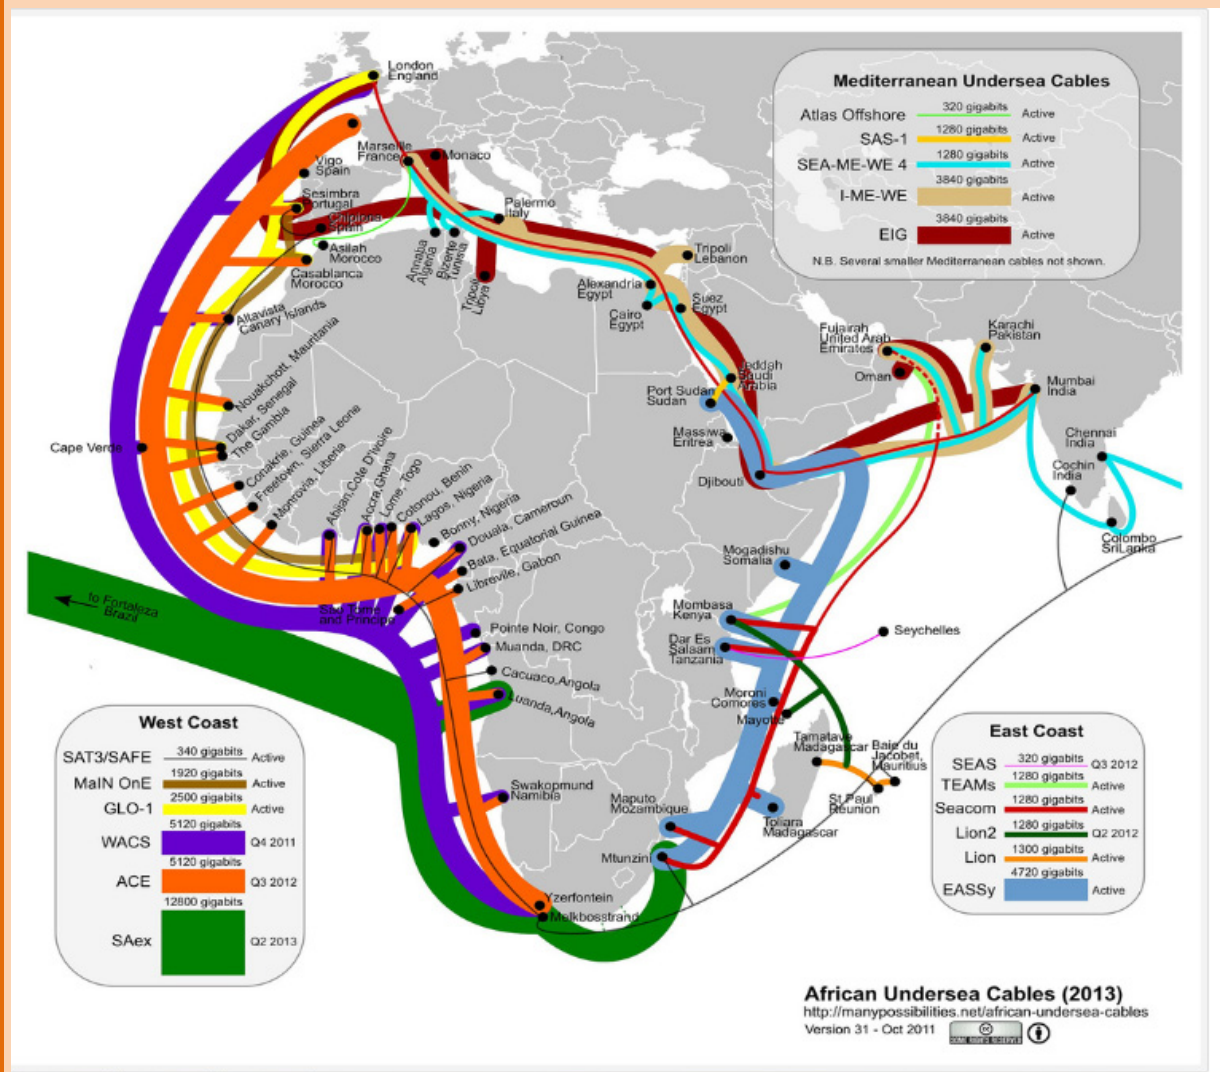 London
England
Vigo
Spain
Marseille
France
Monaco
Sesimbra
Portugal
Chipiona
Spain
Asilah
Morocco
Casablanca
Morocco
Altavista
Canary Islands
Palermo
Italy
Annaba
Algeria
Bizerte
Tunisia
Tripoli
Libya
Tripoli
Lebanon
Alexandria
Egypt
Cairo
Egypt
Suez
Egypt
Jeddah
Saudi
Arabia
Port Sudan
Sudan
Massiwa
Eritrea
Djibouti
Fujairah
United Arab
Emirates
Oman
Karachi
Pakistan
Mumbai
India
Chennai
India
Cochin
India
Colombo
SriLanka
Mediterranean Undersea Cables
Atlas Offshore 320 gigabits Active
SAS-1 1280 gigabits Active
SEA-ME-WE 4 1280 gigabits Active
I-ME-WE 3840 gigabits Active
EIG 3840 gigabits Active
N.B. Several smaller Mediterranean cables not shown.
Cape Verde
Nouakchott, Mauritania
Dakar, Senegal
The Gambia
Conakrie, Guinea
Freetown, Sierra Leone
Monrovia, Liberia
Abijan, Cote D'ivoire
Accra, Ghana
Lome, Togo
Cotonou, Benin
Lagos, Nigeria
Bonny, Nigeria
Douala, Cameroun
Bata, Equatorial Guinea
Libreville, Gabon
Sao Tome
and Principe
to Fortaleza
Brazil
Pointe Noir, Congo
Muanda, DRC
Cacuaco,Angola
Luanda,Angola
Swakopmund
Namibia
Yzerfontein
Melkbosstrand
Mogadishu
Somalia
Mombasa
Kenya
Dar Es
Salaam
Tanzania
Seychelles
Moroni
Comores
Mayotte
Tamatave
Madagascar
Baie du
Jacobet,
Mauritius
St Paul
Reunion
Toliara
Madagascar
Maputo
Mozambique
Mtunzini
West Coast
SAT3/SAFE 340 gigabits Active
MaIN OnE 1920 gigabits Active
GLO-1 2500 gigabits Active
WACS 5120 gigabits Q4 2011
ACE 5120 gigabits Q3 2012
SAex 12800 gigabits Q2 2013
East Coast
SEAS 320 gigabits Q3 2012
TEAMs 1280 gigabits Active
Seacom 1280 gigabits Active
Lion2 1280 gigabits Q2 2012
Lion 1300 gigabits Active
EASSy 4720 gigabits Active
African Undersea Cables (2013)
http://manypossibilities.net/african-undersea-cables
Version 31 - Oct 2011
cc
SOME RIGHTS RESERVED